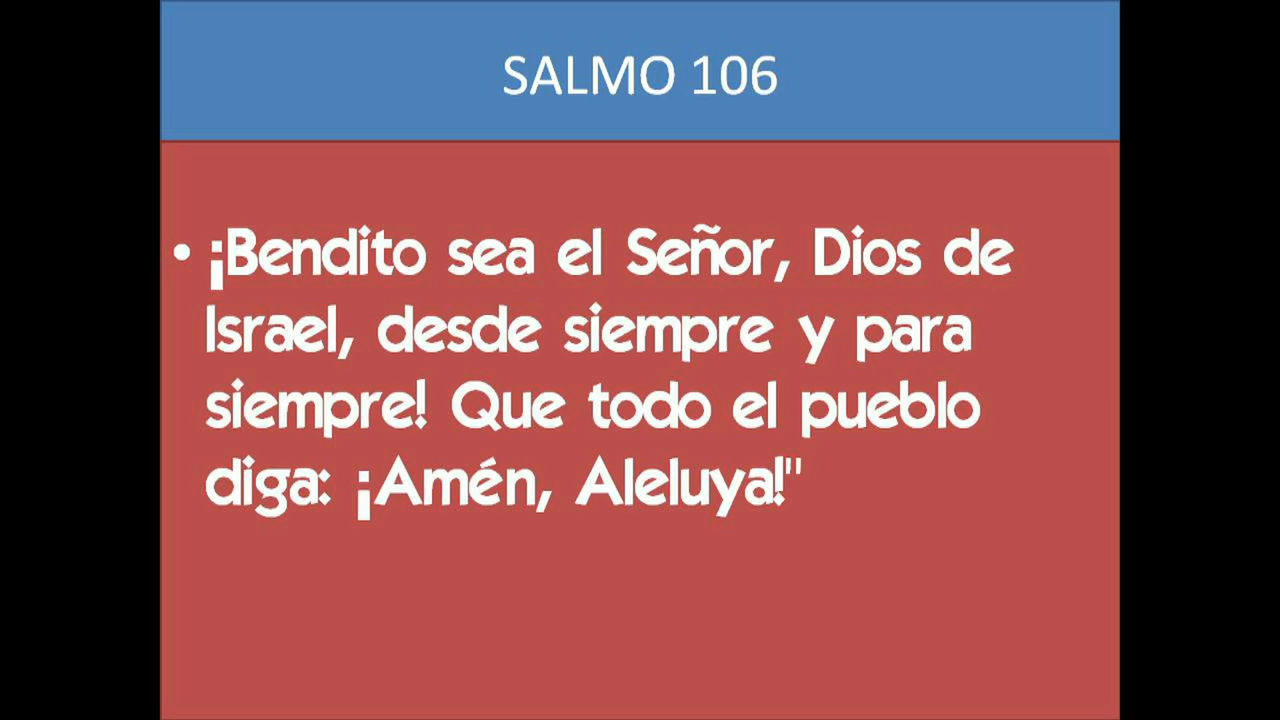 SALMO 106
• ¡Bendito sea el Señor, Dios de
Israel, desde siempre y para
siempre! Que todo el pueblo
diga: ¡Amén, Aleluya!"